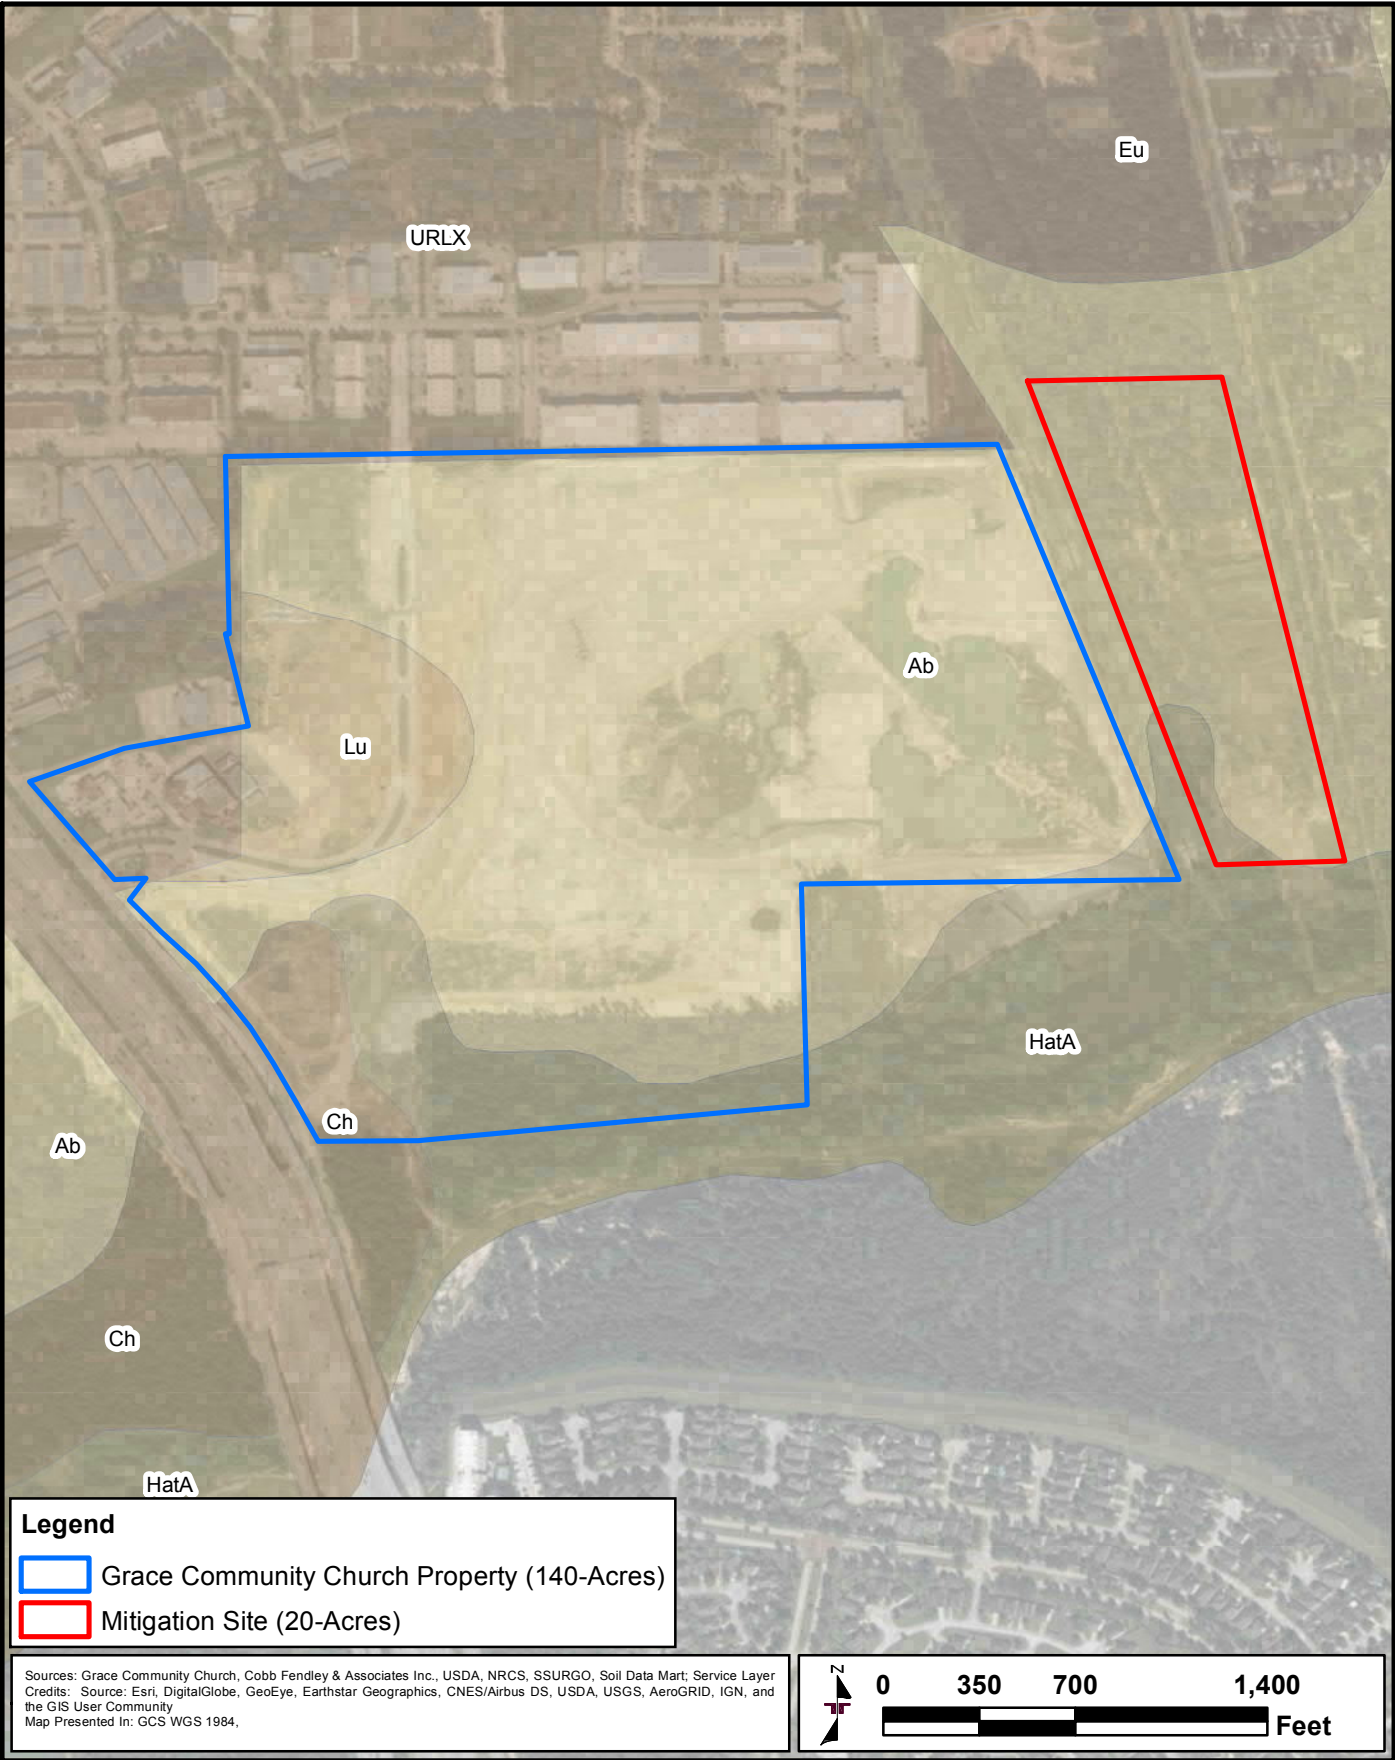 Eu
URLX
Ab
Lu
HatA
Ch
Ab
Ch
HatA
Legend
Grace Community Church Property (140-Acres)
Mitigation Site (20-Acres)
Sources: Grace Community Church, Cobb Fendley & Associates Inc., USDA, NRCS, SSURGO, Soil Data Mart; Service Layer
Credits: Source: Esri, DigitalGlobe, GeoEye, Earthstar Geographics, CNES/Airbus DS, USDA, USGS, AeroGRID, IGN, and
the GIS User Community
Map Presented In: GCS WGS 1984,
N
0 350 700 1,400
Feet